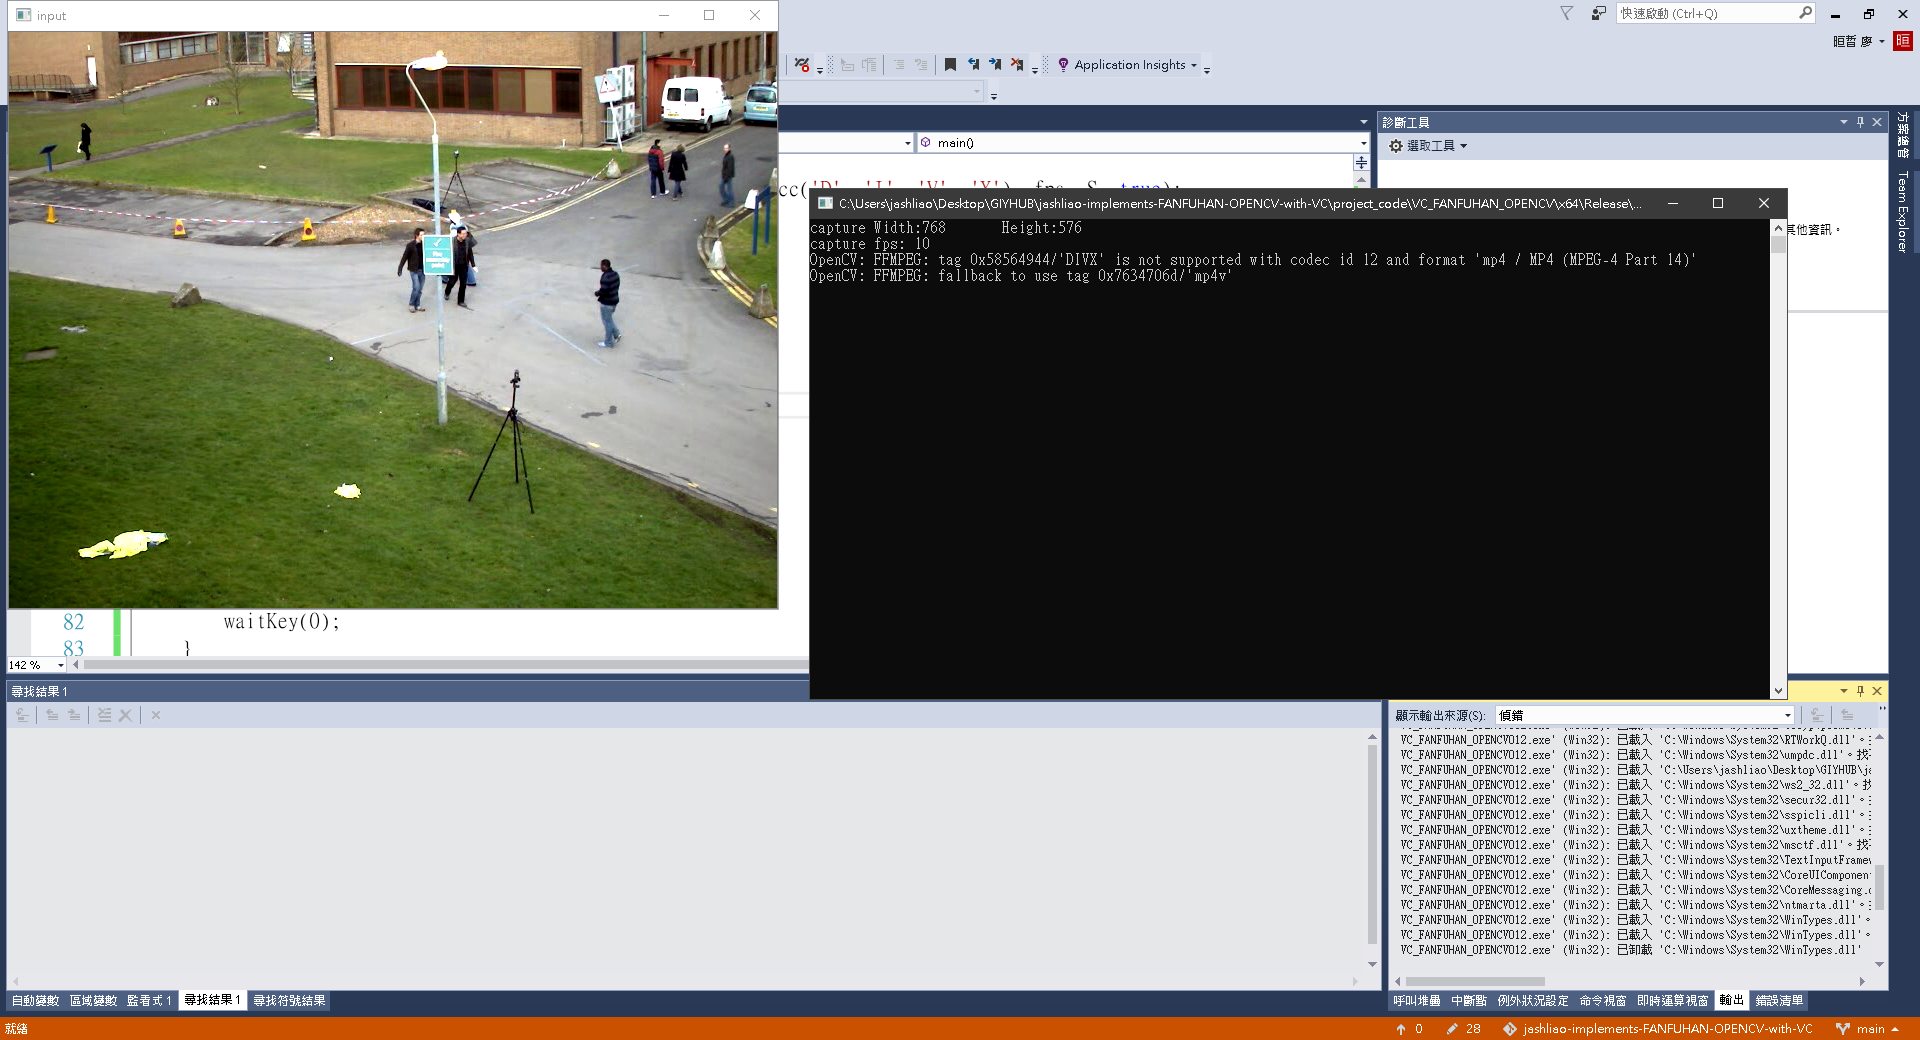 input
快速啟動 (Ctrl+Q)
晅哲 廖
晅
Application Insights
main()
診斷工具
選取工具
方案總管
Team Explorer
C:\Users\jashliao\Desktop\GIYHUB\jashliao-implements-FANFUHAN-OPENCV-with-VC\project_code\VC_FANFUHAN_OPENCV\x64\Release\...
capture Width:768 Height:576
capture fps: 10
OpenCV: FFMPEG: tag 0x58564944/'DIVX' is not supported with codec id 12 and format 'mp4 / MP4 (MPEG-4 Part 14)'
OpenCV: FFMPEG: fallback to use tag 0x7634706d/'mp4v'
其他資訊。
82 waitKey(0);
83 }
142 %
尋找結果 1
顯示輸出來源(S): 偵錯
VC_FANFUHAN_OPENCV012.exe' (Win32): 已載入 'C:\Windows\System32\RTWorkQ.dll'。
VC_FANFUHAN_OPENCV012.exe' (Win32): 已載入 'C:\Windows\System32\umpdc.dll'。找
VC_FANFUHAN_OPENCV012.exe' (Win32): 已載入 'C:\Users\jashliao\Desktop\GIYHUB\ja
VC_FANFUHAN_OPENCV012.exe' (Win32): 已載入 'C:\Windows\System32\ws2_32.dll'。找
VC_FANFUHAN_OPENCV012.exe' (Win32): 已載入 'C:\Windows\System32\secur32.dll'。
VC_FANFUHAN_OPENCV012.exe' (Win32): 已載入 'C:\Windows\System32\sspicli.dll'。
VC_FANFUHAN_OPENCV012.exe' (Win32): 已載入 'C:\Windows\System32\uxtheme.dll'。
VC_FANFUHAN_OPENCV012.exe' (Win32): 已載入 'C:\Windows\System32\msctf.dll'。找
VC_FANFUHAN_OPENCV012.exe' (Win32): 已載入 'C:\Windows\System32\TextInputFramew
VC_FANFUHAN_OPENCV012.exe' (Win32): 已載入 'C:\Windows\System32\CoreUIComponen
VC_FANFUHAN_OPENCV012.exe' (Win32): 已載入 'C:\Windows\System32\CoreMessaging.d
VC_FANFUHAN_OPENCV012.exe' (Win32): 已載入 'C:\Windows\System32\ntmarta.dll'。
VC_FANFUHAN_OPENCV012.exe' (Win32): 已載入 'C:\Windows\System32\WinTypes.dll'。
VC_FANFUHAN_OPENCV012.exe' (Win32): 已載入 'C:\Windows\System32\WinTypes.dll'。
VC_FANFUHAN_OPENCV012.exe' (Win32): 已卸載 'C:\Windows\System32\WinTypes.dll'
自動變數 區域變數 監看式 1 尋找結果 1 尋找符號結果
呼叫堆疊 中斷點 例外狀況設定 命令視窗 即時運算視窗 輸出 錯誤清單
就緒
0 28 jashliao-implements-FANFUHAN-OPENCV-with-VC main